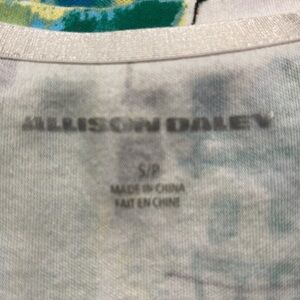 ALLISON DALEY
S/P
MADE IN CHINA
FAIT EN CHINE